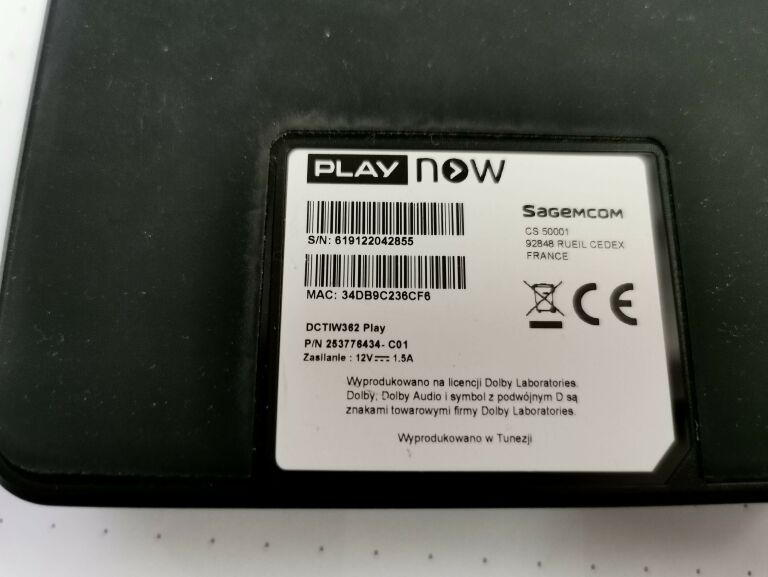 PLAY NOW
S/N: 619122042855
MAC: 34DB9C236CF6
SAGEMCOM
CS 50001
92848 RUEIL CEDEX
FRANCE
CE
DCTIW362 Play
P/N 253776434- C01
Zasilanie : 12V⎓ 1.5A
Wyprodukowano na licencji Dolby Laboratories.
Dolby, Dolby Audio i symbol z podwójnym D są
znakami towarowymi firmy Dolby Laboratories.
Wyprodukowano w Tunezji